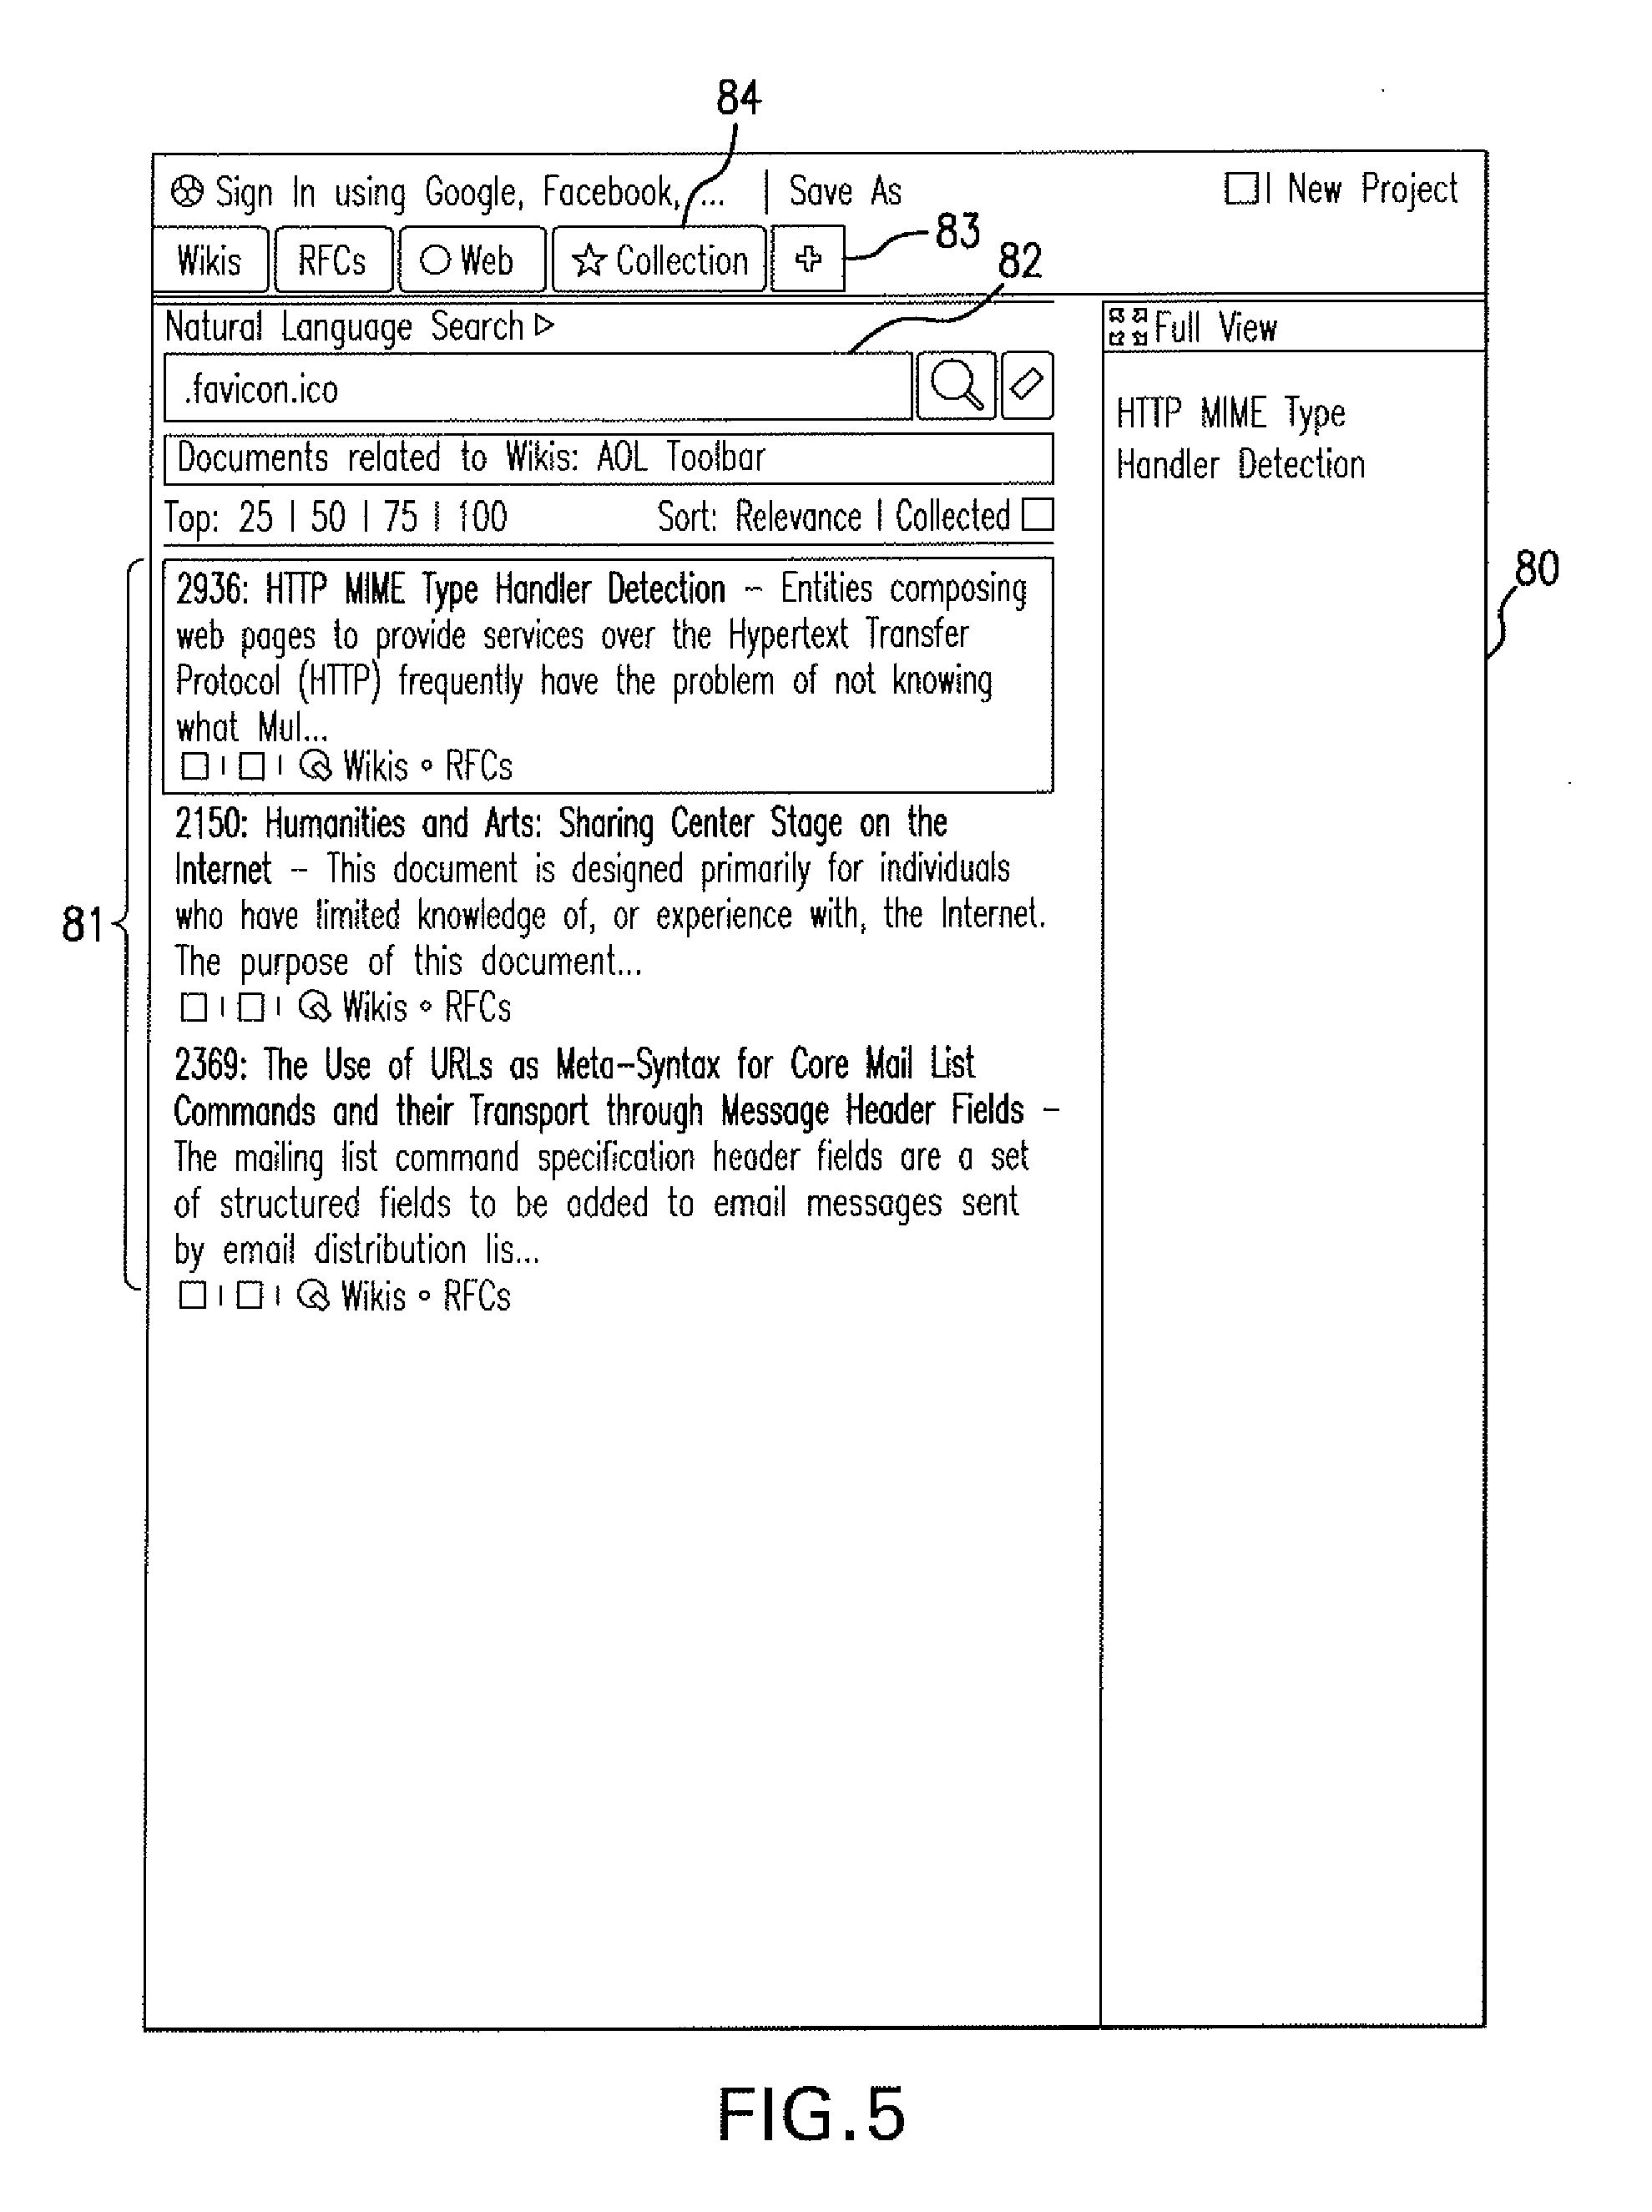 84
Sign In using Google, Facebook, ... | Save As
New Project
Wikis
RFCs
Web
Collection
83
82
Natural Language Search
Full View
.favicon.ico
HTTP MIME Type
Handler Detection
Documents related to Wikis: AOL Toolbar
Top: 25 | 50 | 75 | 100
Sort: Relevance | Collected
80
2936: HTTP MIME Type Handler Detection – Entities composing
web pages to provide services over the Hypertext Transfer
Protocol (HTTP) frequently have the problem of not knowing
what Mul...
Wikis ∘ RFCs
2150: Humanities and Arts: Sharing Center Stage on the
Internet – This document is designed primarily for individuals
who have limited knowledge of, or experience with, the Internet.
The purpose of this document...
Wikis ∘ RFCs
81
2369: The Use of URLs as Meta-Syntax for Core Mail List
Commands and their Transport through Message Header Fields –
The mailing list command specification header fields are a set
of structured fields to be added to email messages sent
by email distribution lis...
Wikis ∘ RFCs
FIG.5